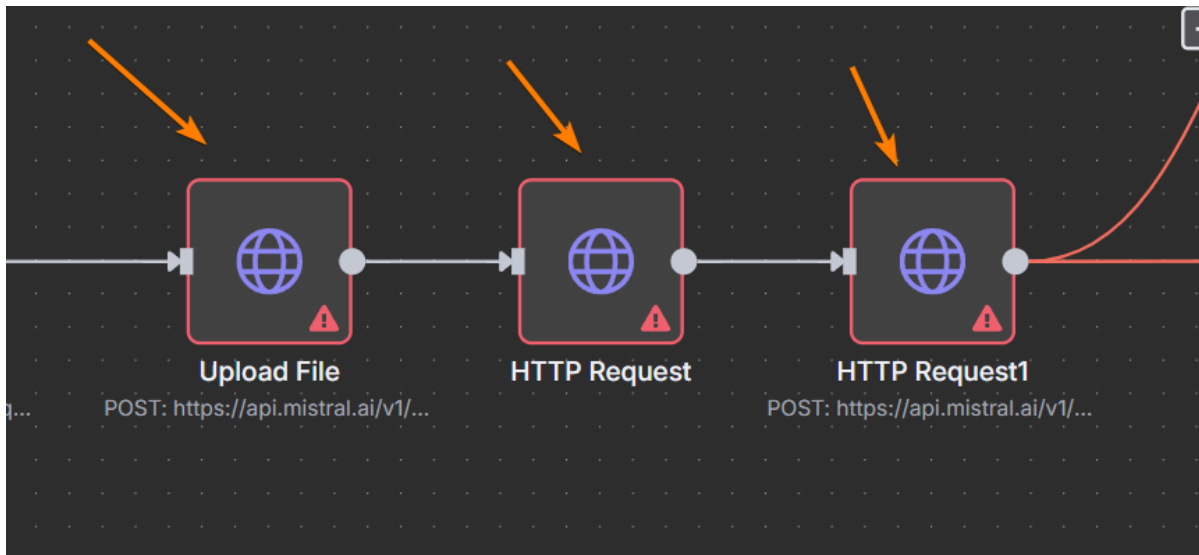 Upload File
HTTP Request
HTTP Request1
POST: https://api.mistral.ai/v1/...
POST: https://api.mistral.ai/v1/...